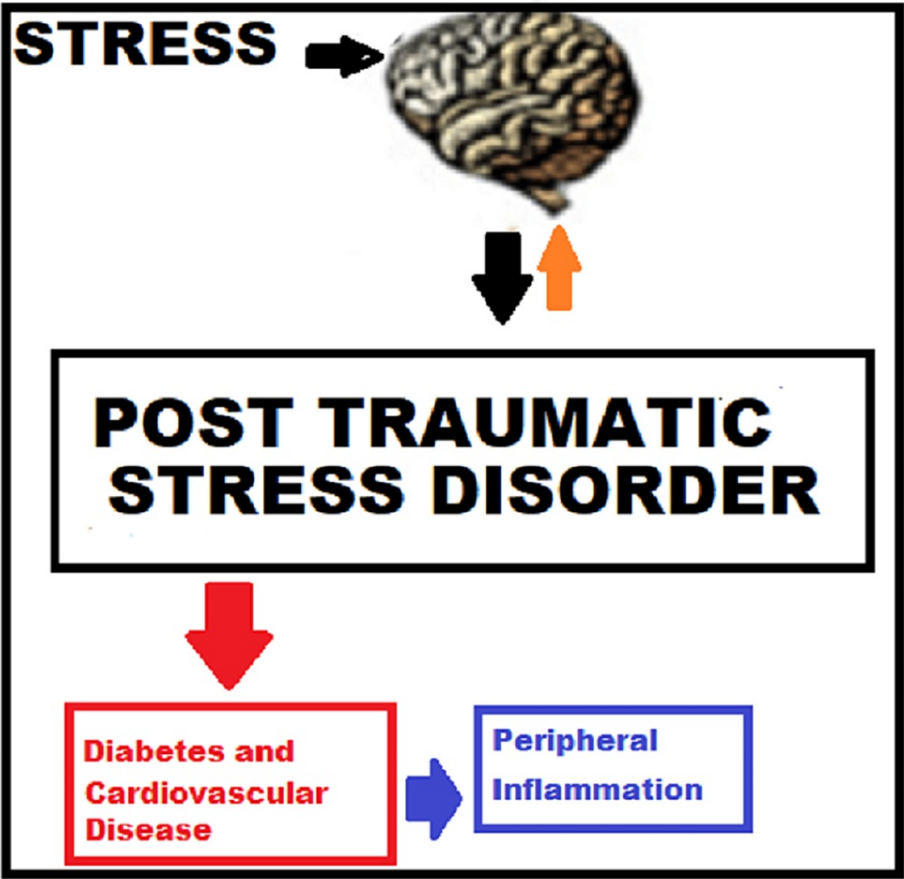 STRESS
POST TRAUMATIC
STRESS DISORDER
Diabetes and
Cardiovascular
Disease
Peripheral
Inflammation